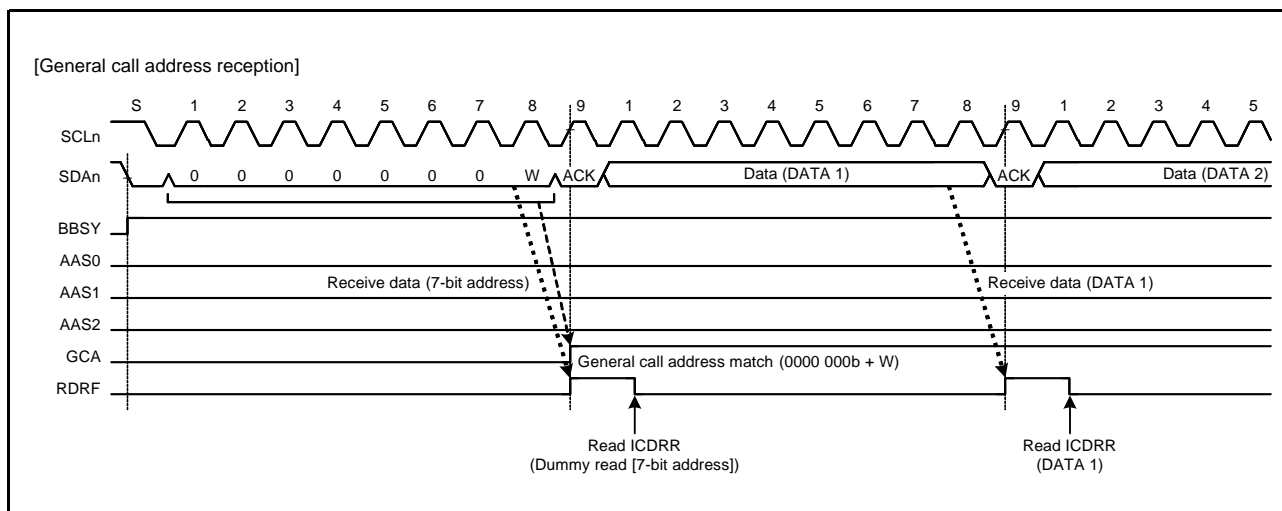 [General call address reception]
S 1 2 3 4 5 6 7 8 9 1 2 3 4 5 6 7 8 9 1 2 3 4 5
SCLn
SDAn 0 0 0 0 0 0 0 W ACK Data (DATA 1) ACK Data (DATA 2)
BBSY
AAS0
Receive data (7-bit address) Receive data (DATA 1)
AAS1
AAS2
GCA
General call address match (0000 000b + W)
RDRF
Read ICDRR
(Dummy read [7-bit address])
Read ICDRR
(DATA 1)